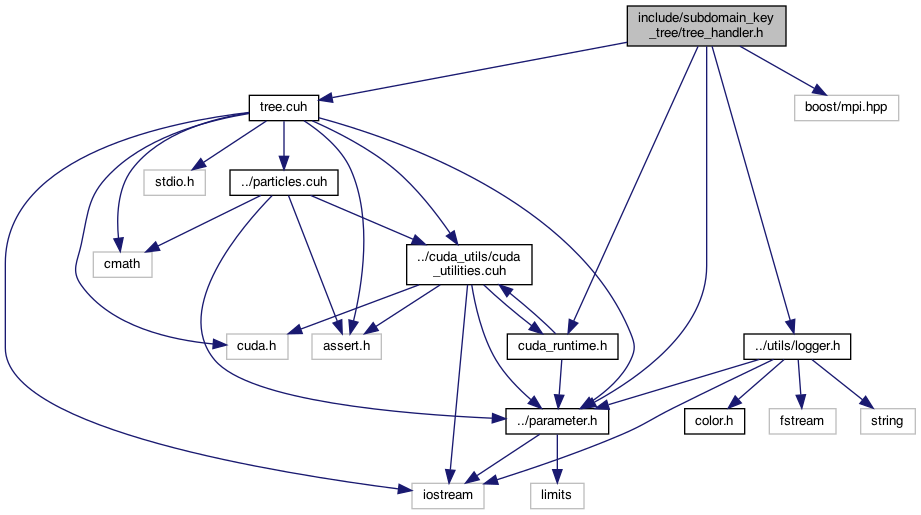 include/subdomain_key
_tree/tree_handler.h
tree.cuh
boost/mpi.hpp
stdio.h
../particles.cuh
cmath
../cuda_utils/cuda
_utilities.cuh
cuda.h
assert.h
cuda_runtime.h
../utils/logger.h
../parameter.h
color.h
fstream
string
iostream
limits